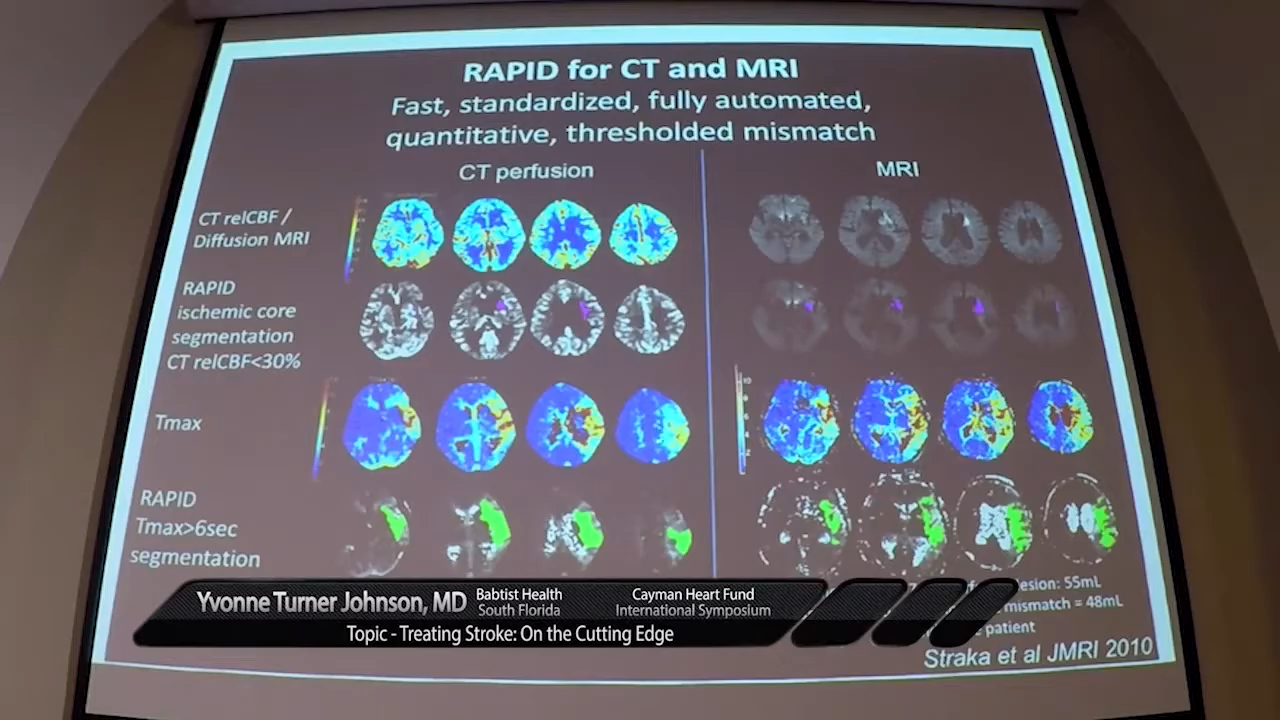 RAPID for CT and MRI
Fast, standardized, fully automated,
quantitative, thresholded mismatch
CT perfusion
MRI
CT relCBF /
Diffusion MRI
RAPID
ischemic core
segmentation
CT relCBF<30%
Tmax
RAPID
Tmax>6sec
segmentation
esion: 55mL
mismatch = 48mL
patient
Straka et al JMRI 2010
Yvonne Turner Johnson, MD
Babtist Health
South Florida
Cayman Heart Fund
International Symposium
Topic - Treating Stroke: On the Cutting Edge